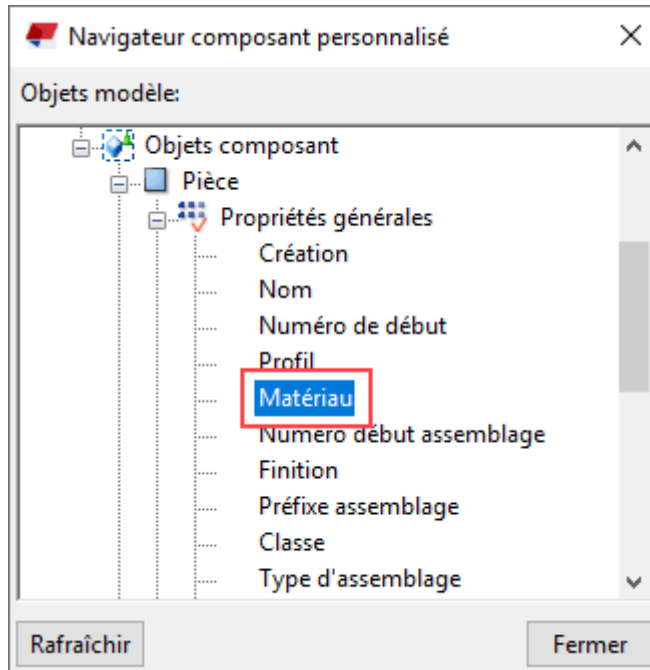 Navigateur composant personnalisé
Objets modèle:
Objets composant
Pièce
Propriétés générales
Création
Nom
Numéro de début
Profil
Matériau
Numéro début assemblage
Finition
Préfixe assemblage
Classe
Type d'assemblage
Rafraîchir
Fermer